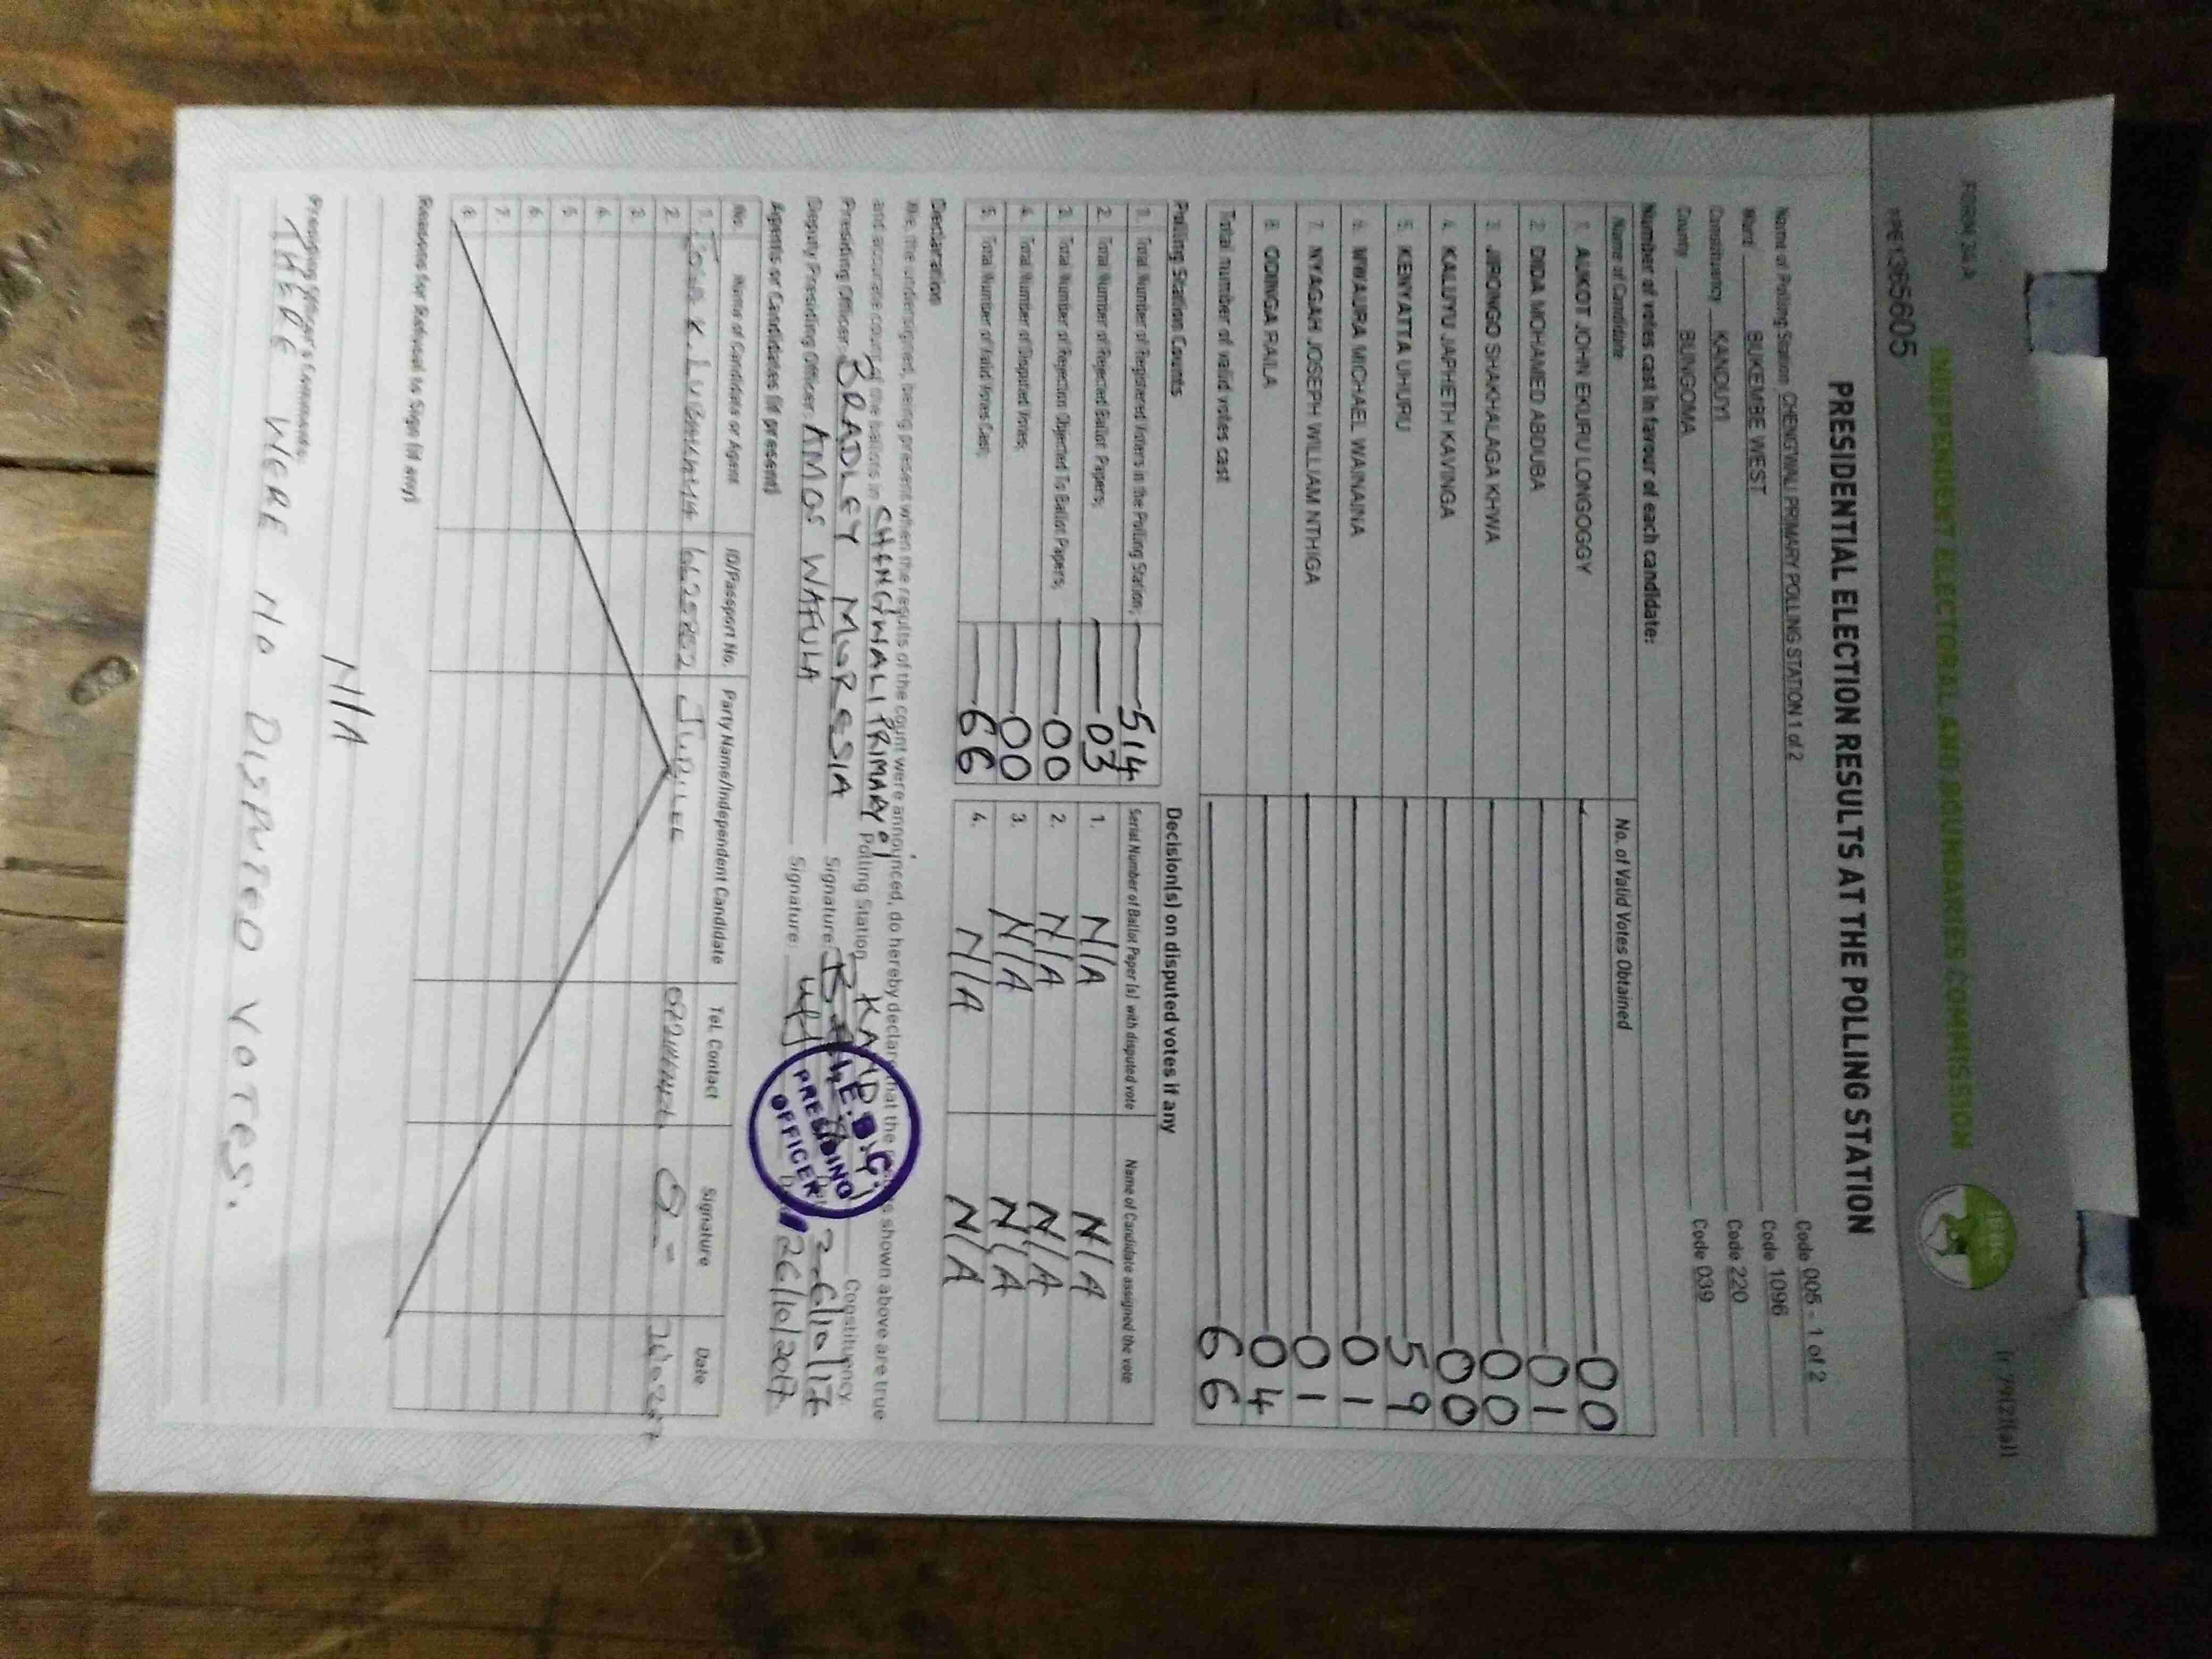 FORM 34A
(r 79(2)(a))
INDEPENDENT ELECTORAL AND BOUNDARIES COMMISSION
iebc
PPE1365605
PRESIDENTIAL ELECTION RESULTS AT THE POLLING STATION
Name of Polling Station CHENGWALI PRIMARY POLLING STATION 1 of 2 Code 005 - 1 of 2
Ward BUKEMBE WEST Code 1096
Constituency KANDUYI Code 220
County BUNGOMA Code 039
Number of votes cast in favour of each candidate:
Name of Candidate No. of Valid Votes Obtained
1. AUKOT JOHN EKURU LONGOGGY 00
2. DIDA MOHAMED ABDUBA 01
3. JIRONGO SHAKHALAGA KHWA 00
4. KALUYU JAPHETH KAVINGA 00
5. KENYATTA UHURU 59
6. MWAURA MICHAEL WAINAINA 01
7. NYAGAH JOSEPH WILLIAM NTHIGA 01
8. ODINGA RAILA 04
Total number of valid votes cast 66
Polling Station Counts Decision(s) on disputed votes if any
1. Total Number of Registered Voters in the Polling Station; 514 Serial Number of Ballot Paper (s) with disputed vote Name of Candidate assigned the vote
2. Total Number of Rejected Ballot Papers; 03 1. N/A N/A
3. Total Number of Rejection Objected To Ballot Papers; 00 2. N/A N/A
4. Total Number of Disputed Votes; 00 3. N/A N/A
5. Total Number of Valid Votes Cast; 66 4. N/A N/A
Declaration
We, the undersigned, being present when the results of the count were announced, do hereby declare that the shown above are true
and accurate count of the ballots in CHENGWALI PRIMARY Polling Station KANDUYI Constituency
Presiding Officer: BRADLEY MORESIA Signature: 26/10/17
Deputy Presiding Officer: AMOS WAFULA Signature: 26/10/2017
I.E.B.C.
PRESIDING
OFFICER
Agents or Candidates (if present)
No. Name of Candidate or Agent ID/Passport No. Party Name/Independent Candidate Tel. Contact Signature Date
1. K. JUBILEE
2.
3.
4.
5.
6.
7.
8.
Reasons for Refusal to Sign (if any)
N/A
Presiding Officer's Comments:
THERE WERE NO DISPUTED VOTES.